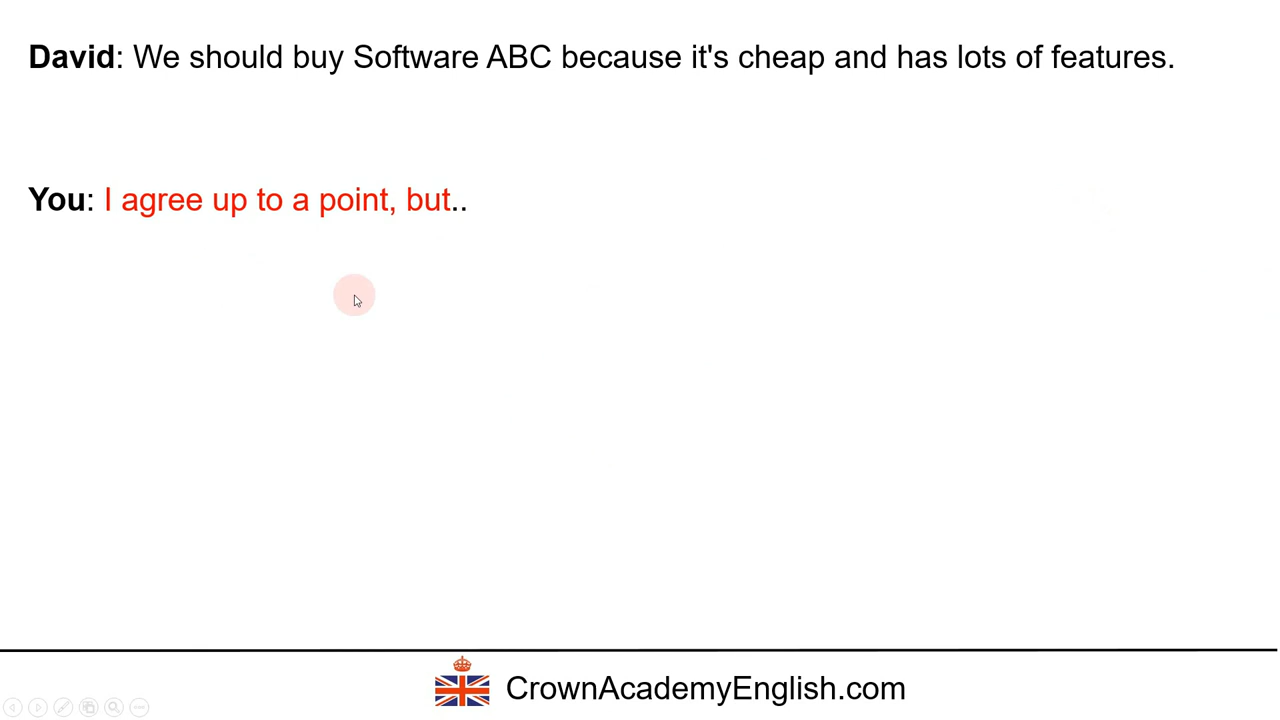 David: We should buy Software ABC because it's cheap and has lots of features.
You: I agree up to a point, but..
CrownAcademyEnglish.com